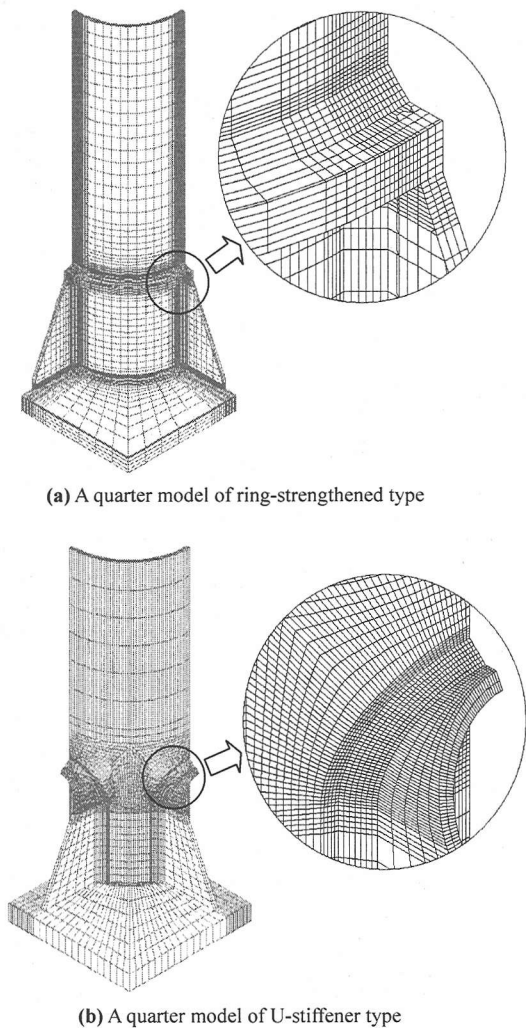 (a) A quarter model of ring-strengthened type
(b) A quarter model of U-stiffener type